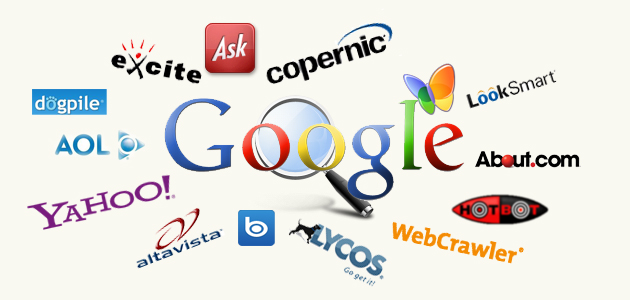 excite
Ask
copernic
LookSmart
dogpile
AOL
Google
About.com
YAHOO!
HOTBOT
altavista
b
LYCOS
Go get it!
WebCrawler